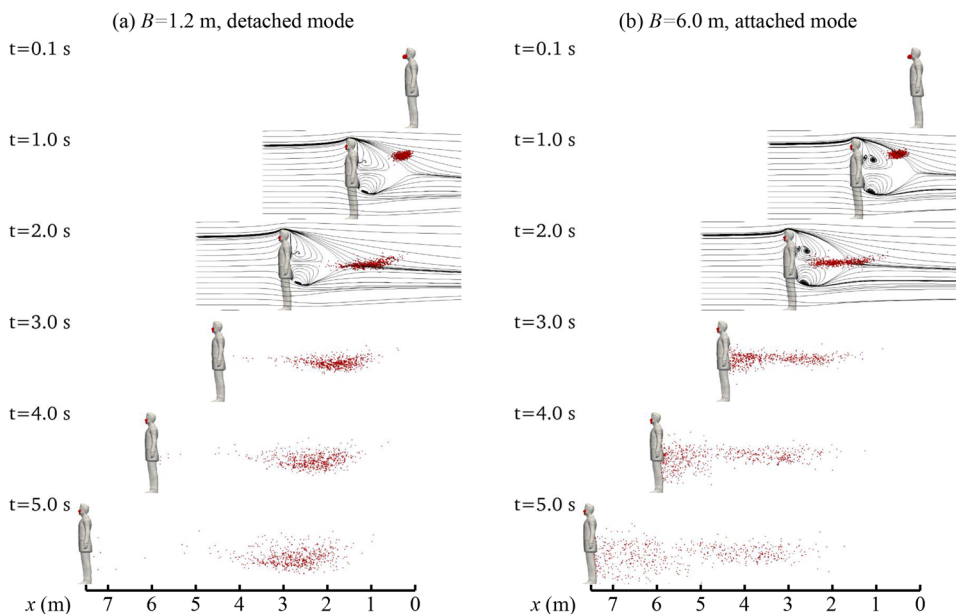 (a) B=1.2 m, detached mode
t=0.1 s
t=1.0 s
t=2.0 s
t=3.0 s
t=4.0 s
t=5.0 s
x (m) 7 6 5 4 3 2 1 0
(b) B=6.0 m, attached mode
t=0.1 s
t=1.0 s
t=2.0 s
t=3.0 s
t=4.0 s
t=5.0 s
x (m) 7 6 5 4 3 2 1 0